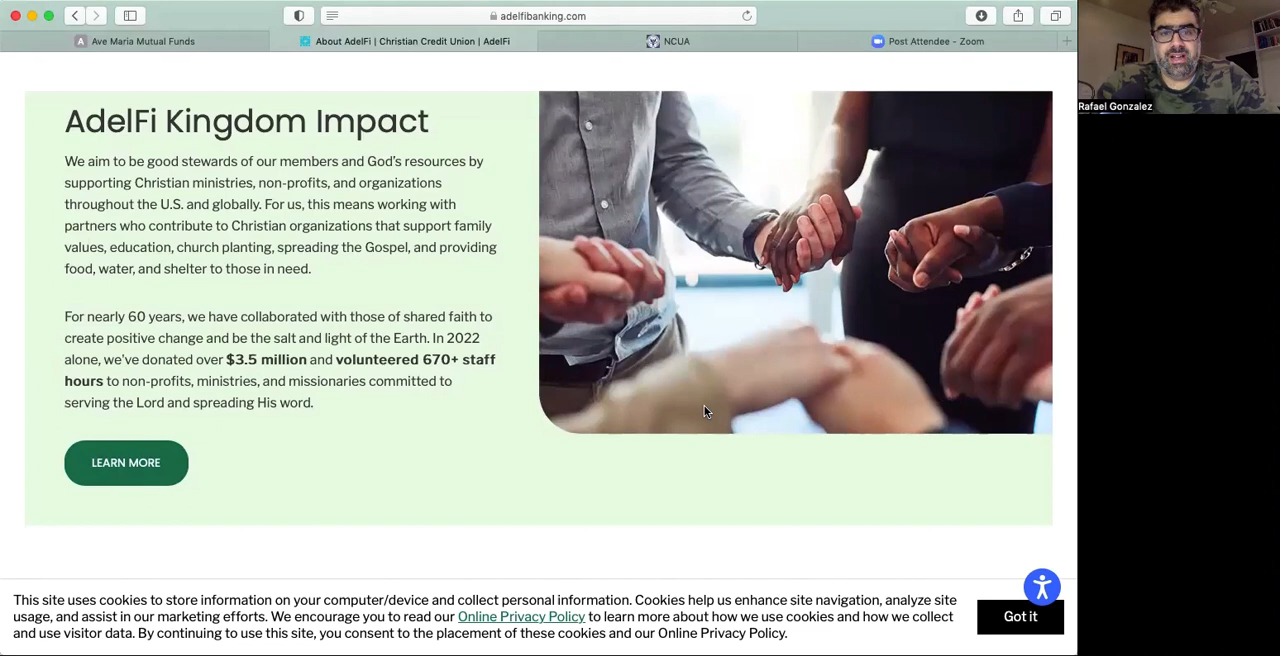 adelfibanking.com
A Ave Maria Mutual Funds
About AdelFi | Christian Credit Union | AdelFi
NCUA
Post Attendee - Zoom
Rafael Gonzalez
AdelFi Kingdom Impact
We aim to be good stewards of our members and God's resources by
supporting Christian ministries, non-profits, and organizations
throughout the U.S. and globally. For us, this means working with
partners who contribute to Christian organizations that support family
values, education, church planting, spreading the Gospel, and providing
food, water, and shelter to those in need.
For nearly 60 years, we have collaborated with those of shared faith to
create positive change and be the salt and light of the Earth. In 2022
alone, we've donated over $3.5 million and volunteered 670+ staff
hours to non-profits, ministries, and missionaries committed to
serving the Lord and spreading His word.
LEARN MORE
This site uses cookies to store information on your computer/device and collect personal information. Cookies help us enhance site navigation, analyze site
usage, and assist in our marketing efforts. We encourage you to read our Online Privacy Policy to learn more about how we use cookies and how we collect
and use visitor data. By continuing to use this site, you consent to the placement of these cookies and our Online Privacy Policy.
Got it